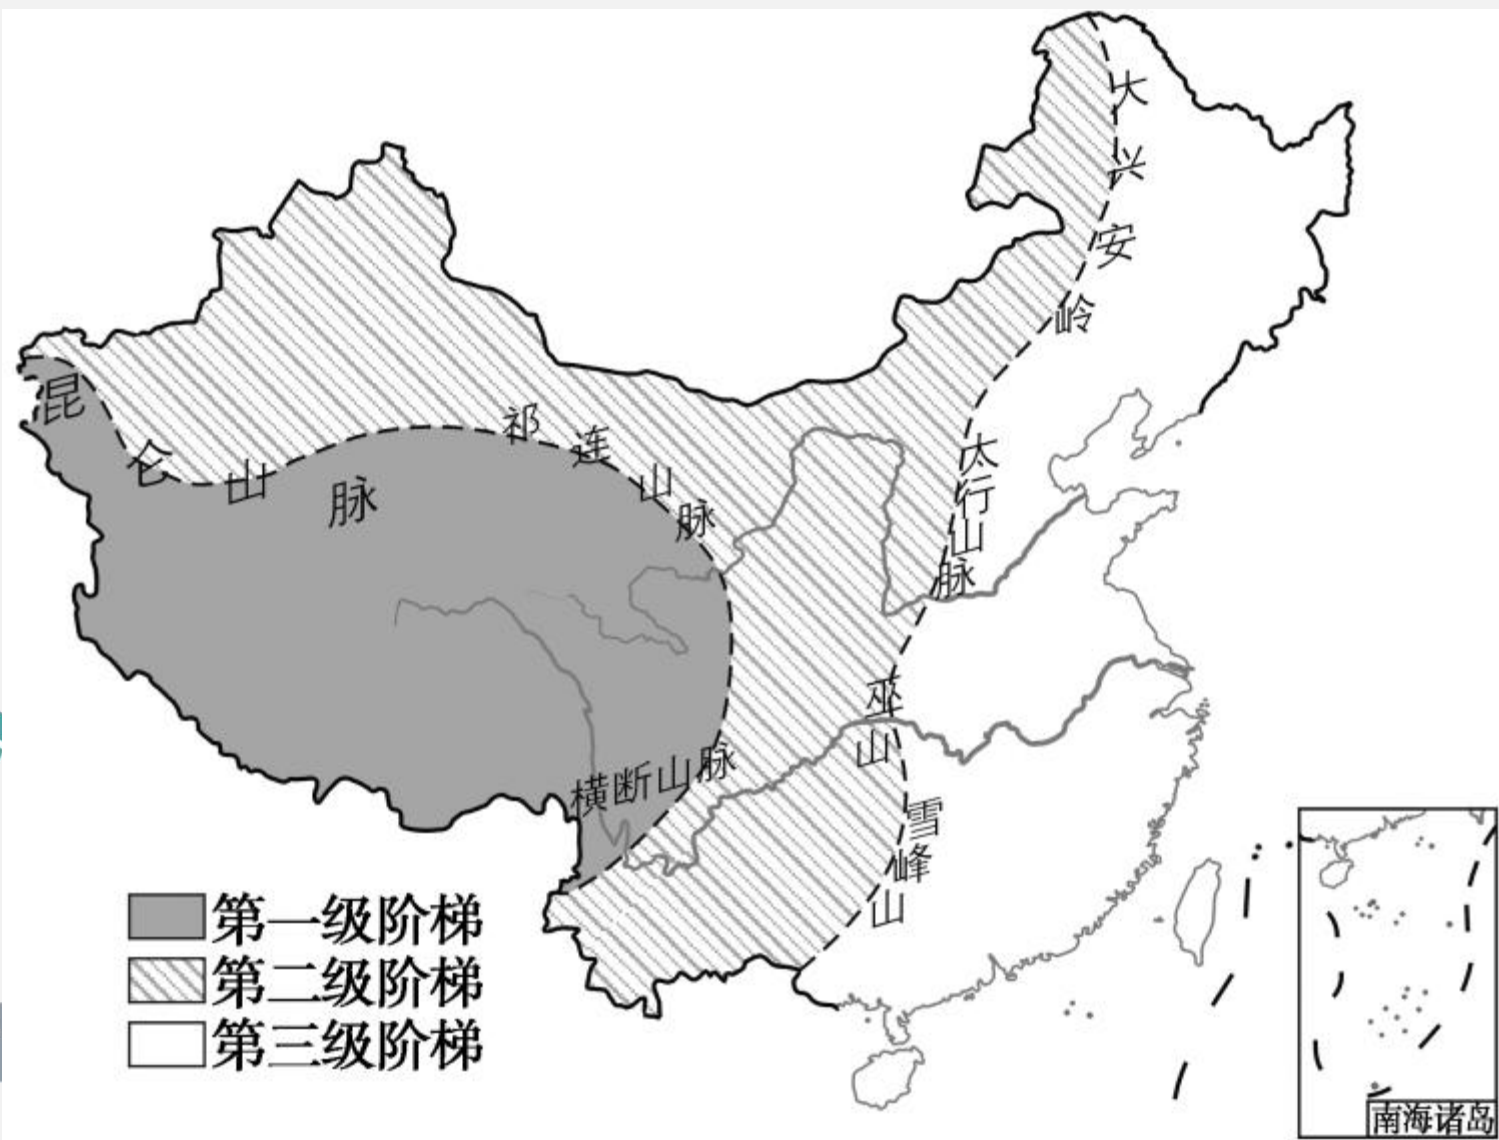 大兴安岭
昆仑山脉
祁连山脉
太行山脉
巫山
横断山脉
雪峰山
第一级阶梯
第二级阶梯
第三级阶梯
南海诸岛